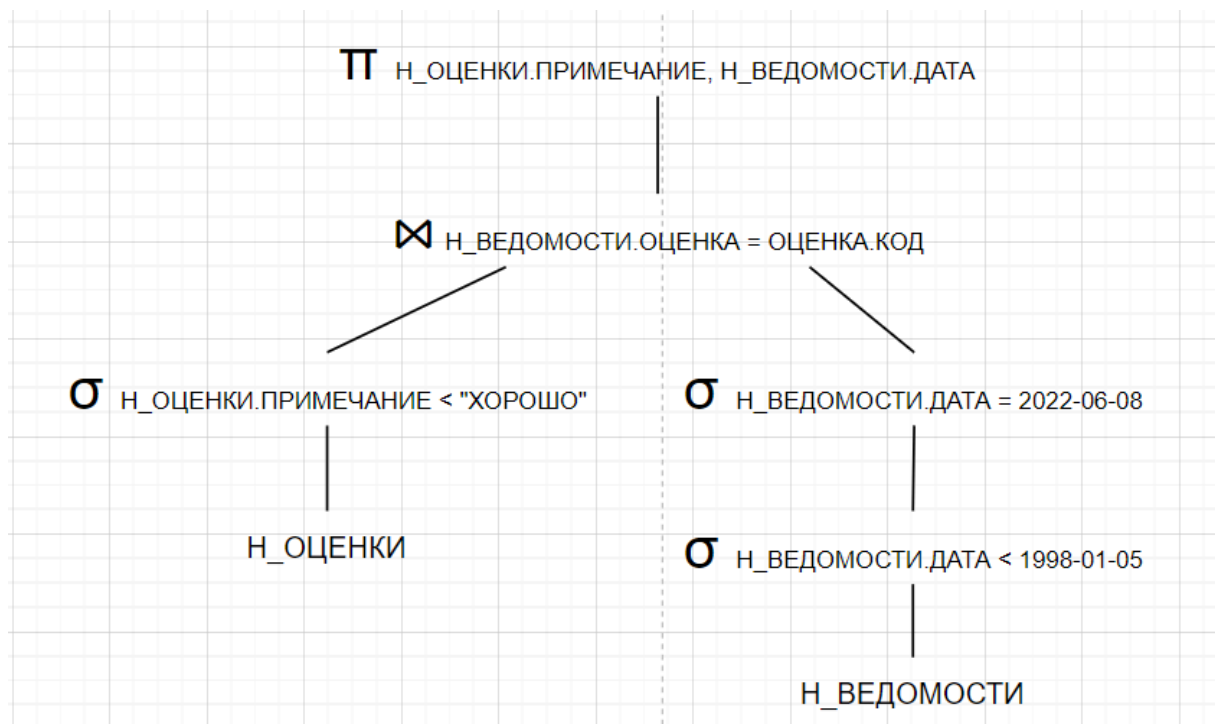 π Н_ОЦЕНКИ.ПРИМЕЧАНИЕ, Н_ВЕДОМОСТИ.ДАТА
⋈ Н_ВЕДОМОСТИ.ОЦЕНКА = ОЦЕНКА.КОД
σ Н_ОЦЕНКИ.ПРИМЕЧАНИЕ < "ХОРОШО"
σ Н_ВЕДОМОСТИ.ДАТА = 2022-06-08
Н_ОЦЕНКИ
σ Н_ВЕДОМОСТИ.ДАТА < 1998-01-05
Н_ВЕДОМОСТИ